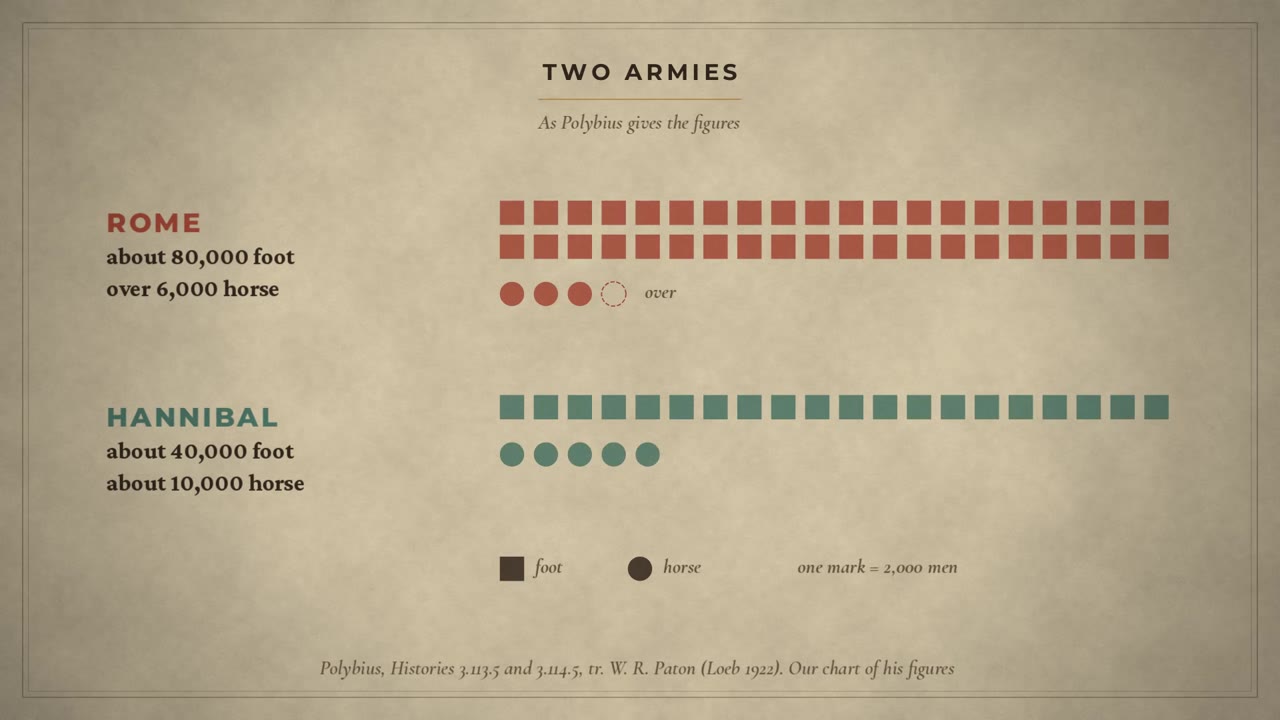 TWO ARMIES
As Polybius gives the figures
ROME
about 80,000 foot
over 6,000 horse
over
HANNIBAL
about 40,000 foot
about 10,000 horse
foot
horse
one mark = 2,000 men
Polybius, Histories 3.113.5 and 3.114.5, tr. W. R. Paton (Loeb 1922). Our chart of his figures